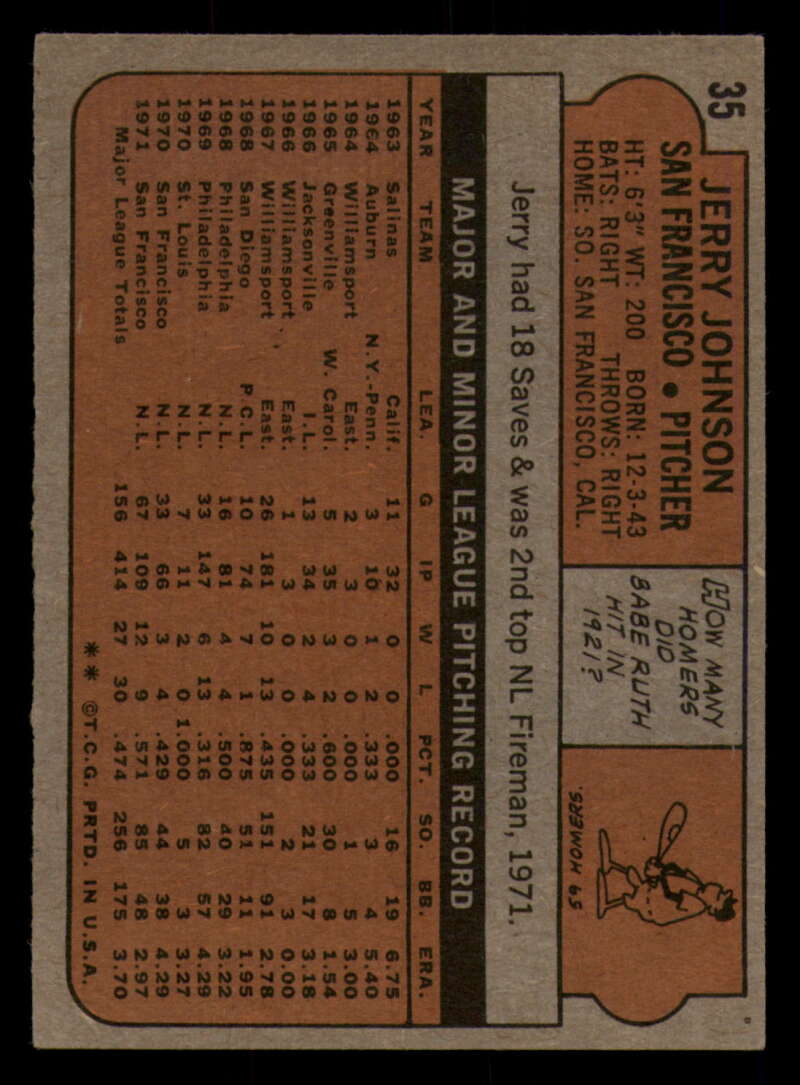 35
JERRY JOHNSON
SAN FRANCISCO • PITCHER
HT: 6'3" WT: 200 BORN: 12-3-43
BATS: RIGHT THROWS: RIGHT
HOME: SO. SAN FRANCISCO, CAL.
HOW MANY
HOMERS
DID
BABE RUTH
HIT IN
1921?
59 HOMERS.
Jerry had 18 Saves & was 2nd top NL Fireman, 1971.
MAJOR AND MINOR LEAGUE PITCHING RECORD
YEAR TEAM LEA. G IP W L PCT. SO. BB. ERA.
1963 Salinas Calif. 11 32 0 0 .000 16 19 6.75
1964 Auburn N.Y.-Penn. 3 10 1 2 .333 3 4 5.40
1964 Williamsport East. 2 3 0 0 .000 1 5 3.00
1965 Greenville W. Carol. 5 35 3 2 .600 30 8 1.54
1966 Jacksonville I.L. 13 34 2 4 .333 21 17 3.18
1966 Williamsport East. 1 3 0 0 .000 2 3 0.00
1967 Williamsport East. 26 181 10 13 .435 151 91 2.78
1968 San Diego P.C.L. 10 74 7 1 .875 51 11 1.95
1968 Philadelphia N.L. 16 81 4 4 .500 40 29 3.22
1969 Philadelphia N.L. 33 147 6 13 .316 82 57 4.29
1970 St. Louis N.L. 7 11 2 0 1.000 5 3 3.27
1970 San Francisco N.L. 33 66 3 4 .429 44 38 4.29
1971 San Francisco N.L. 67 109 12 9 .571 85 48 2.97
Major League Totals 156 414 27 30 .474 256 175 3.70
** ©T.C.G. PRTD. IN U.S.A.